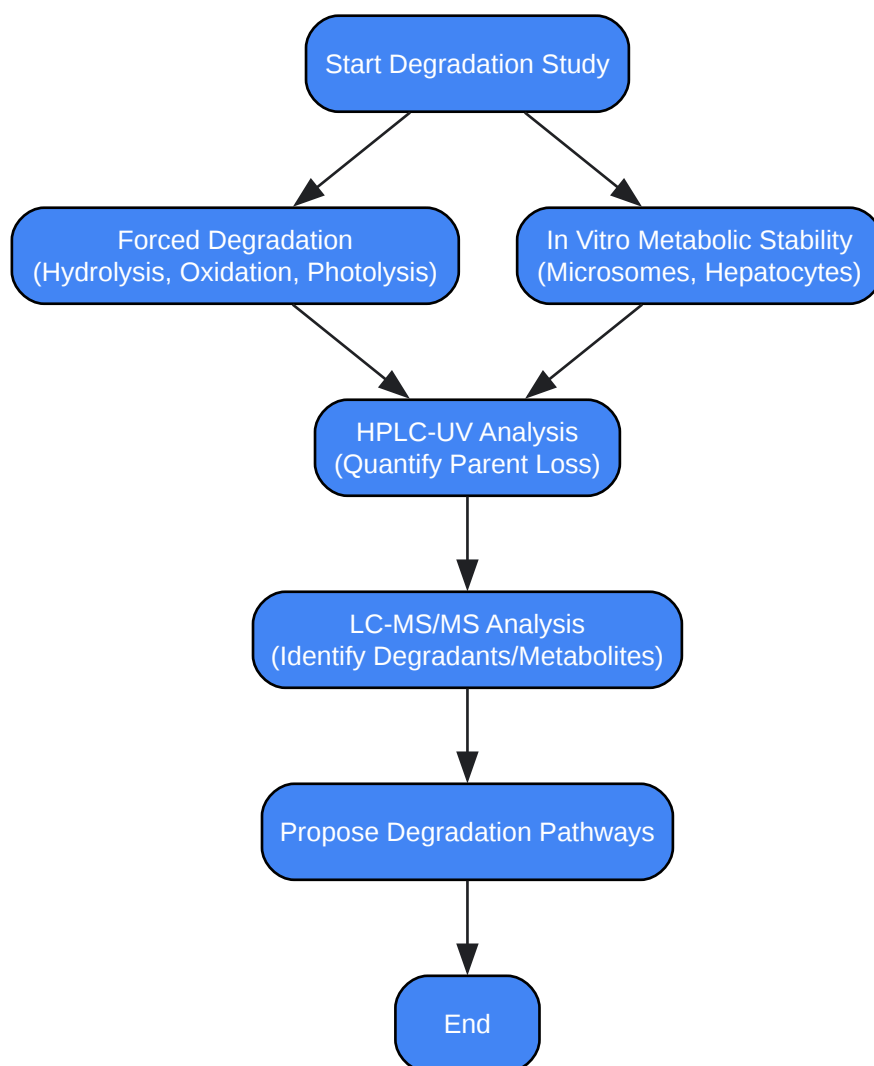 Start Degradation Study
Forced Degradation
(Hydrolysis, Oxidation, Photolysis)
In Vitro Metabolic Stability
(Microsomes, Hepatocytes)
HPLC-UV Analysis
(Quantify Parent Loss)
LC-MS/MS Analysis
(Identify Degradants/Metabolites)
Propose Degradation Pathways
End